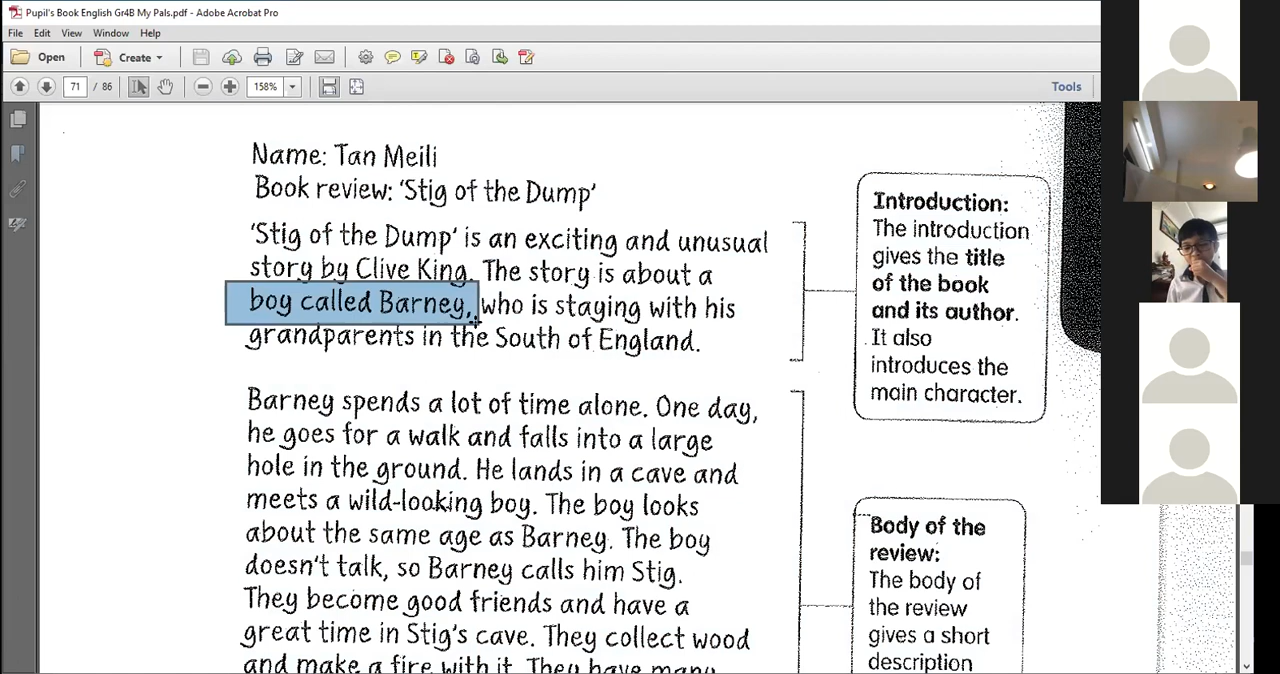 Pupil's Book English Gr4B My Pals.pdf - Adobe Acrobat Pro
File Edit View Window Help
Open Create
71 / 86 158% Tools
Name: Tan Meili
Book review: 'Stig of the Dump'
'Stig of the Dump' is an exciting and unusual
story by Clive King. The story is about a
boy called Barney, who is staying with his
grandparents in the South of England.
Barney spends a lot of time alone. One day,
he goes for a walk and falls into a large
hole in the ground. He lands in a cave and
meets a wild-looking boy. The boy looks
about the same age as Barney. The boy
doesn't talk, so Barney calls him Stig.
They become good friends and have a
great time in Stig's cave. They collect wood
and make a fire with it. They have many
Introduction:
The introduction
gives the title
of the book
and its author.
It also
introduces the
main character.
Body of the
review:
The body of
the review
gives a short
description